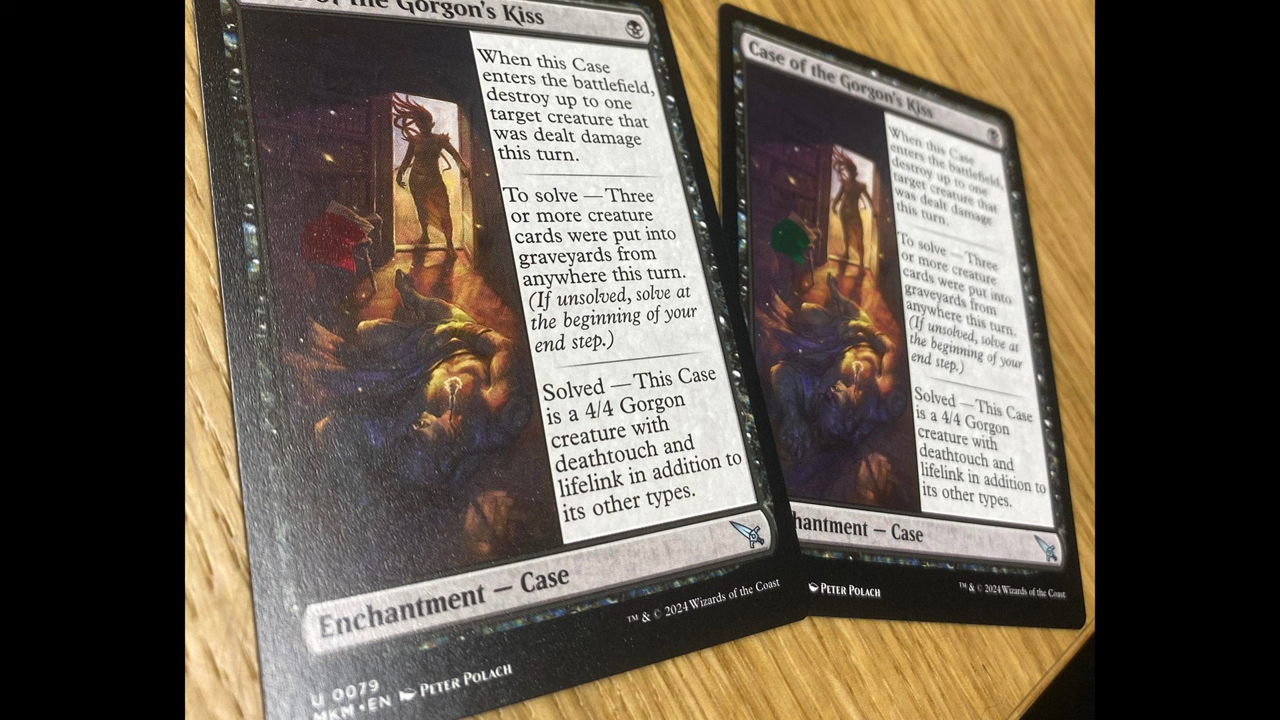 of the Gorgon's Kiss
When this Case
enters the battlefield,
destroy up to one
target creature that
was dealt damage
this turn.
To solve — Three
or more creature
cards were put into
graveyards from
anywhere this turn.
(If unsolved, solve at
the beginning of your
end step.)
Solved — This Case
is a 4/4 Gorgon
creature with
deathtouch and
lifelink in addition to
its other types.
Enchantment — Case
™ & © 2024 Wizards of the Coast
U 0079
MKM • EN PETER POLACH
Case of the Gorgon's Kiss
When this Case
enters the battlefield,
destroy up to one
target creature that
was dealt damage
this turn.
To solve — Three
or more creature
cards were put into
graveyards from
anywhere this turn.
(If unsolved, solve at
the beginning of your
end step.)
Solved — This Case
is a 4/4 Gorgon
creature with
deathtouch and
lifelink in addition to
its other types.
hantment — Case
PETER POLACH
™ & © 2024 Wizards of the Coast